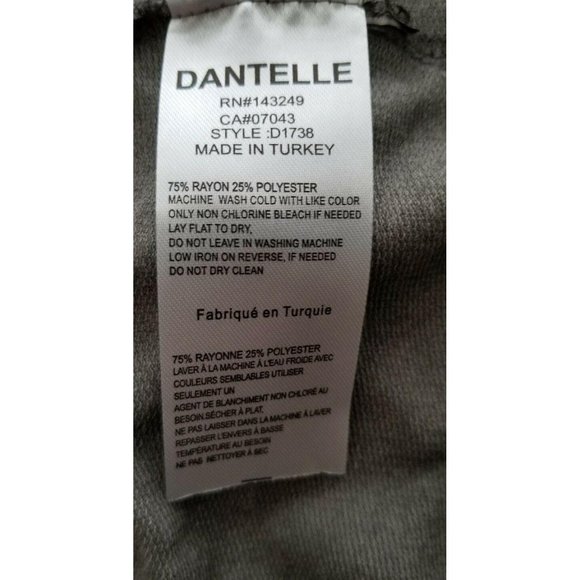 DANTELLE
RN#143249
CA#07043
STYLE :D1738
MADE IN TURKEY
75% RAYON 25% POLYESTER
MACHINE WASH COLD WITH LIKE COLOR
ONLY NON CHLORINE BLEACH IF NEEDED
LAY FLAT TO DRY,
DO NOT LEAVE IN WASHING MACHINE
LOW IRON ON REVERSE, IF NEEDED
DO NOT DRY CLEAN
Fabriqué en Turquie
75% RAYONNE 25% POLYESTER
LAVER À LA MACHINE À L'EAU FROIDE AVEC
COULEURS SEMBLABLES UTILISER
SEULEMENT UN
AGENT DE BLANCHIMENT NON CHLORÉ AU
BESOIN.SÉCHER À PLAT,
NE PAS LAISSER DANS LA MACHINE À LAVER
REPASSER L'ENVERS À BASSE
TEMPÉRATURE AU BESOIN
NE PAS NETTOYER À SEC